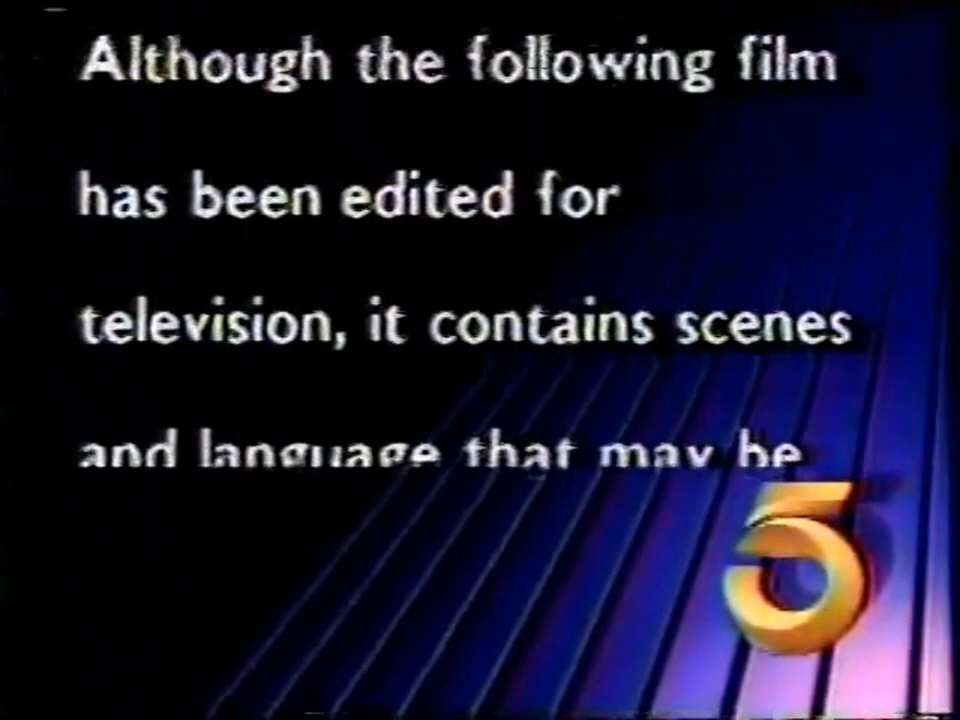 Although the following film
has been edited for
television, it contains scenes
and language that may be
5